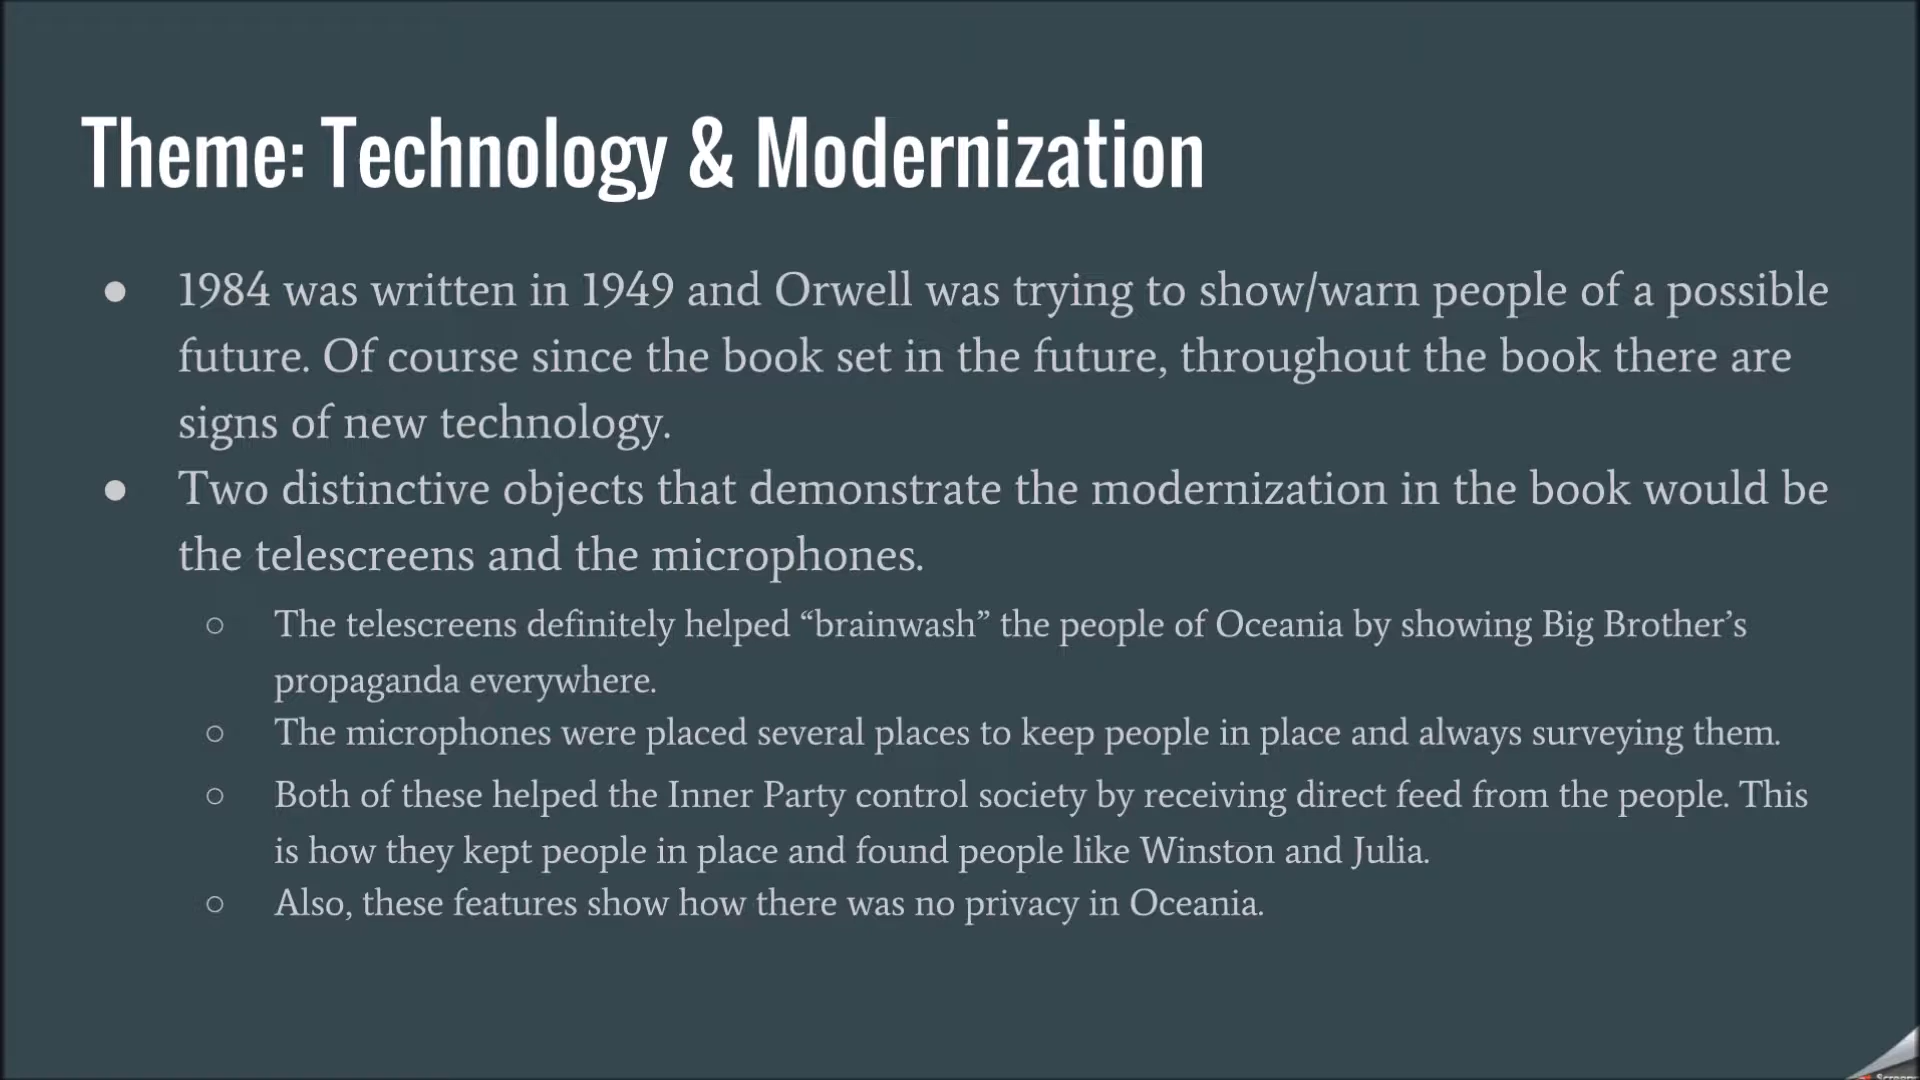 Theme: Technology & Modernization
● 1984 was written in 1949 and Orwell was trying to show/warn people of a possible
future. Of course since the book set in the future, throughout the book there are
signs of new technology.
● Two distinctive objects that demonstrate the modernization in the book would be
the telescreens and the microphones.
○ The telescreens definitely helped “brainwash” the people of Oceania by showing Big Brother’s
propaganda everywhere.
○ The microphones were placed several places to keep people in place and always surveying them.
○ Both of these helped the Inner Party control society by receiving direct feed from the people. This
is how they kept people in place and found people like Winston and Julia.
○ Also, these features show how there was no privacy in Oceania.